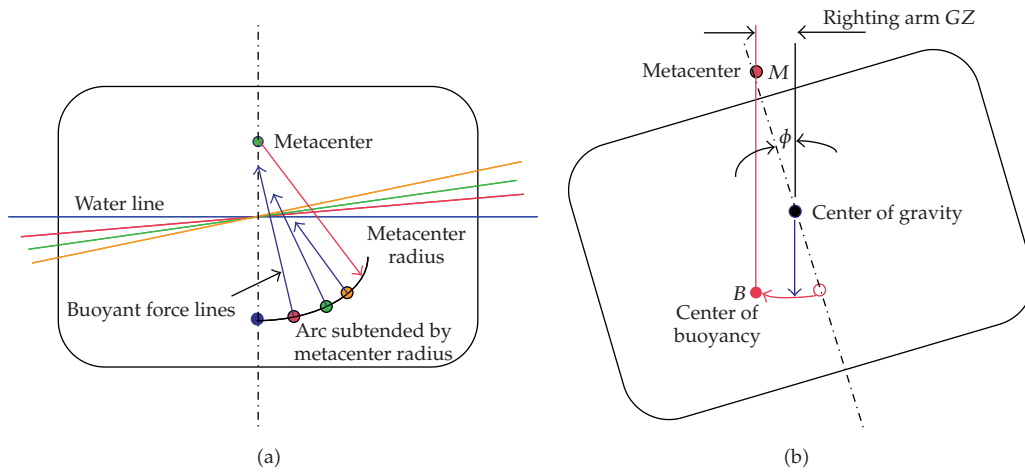 Metacenter
Water line
Metacenter
radius
Buoyant force lines
Arc subtended by
metacenter radius
(a)
Righting arm GZ
Metacenter
M
ϕ
Center of gravity
B
Center of
buoyancy
(b)